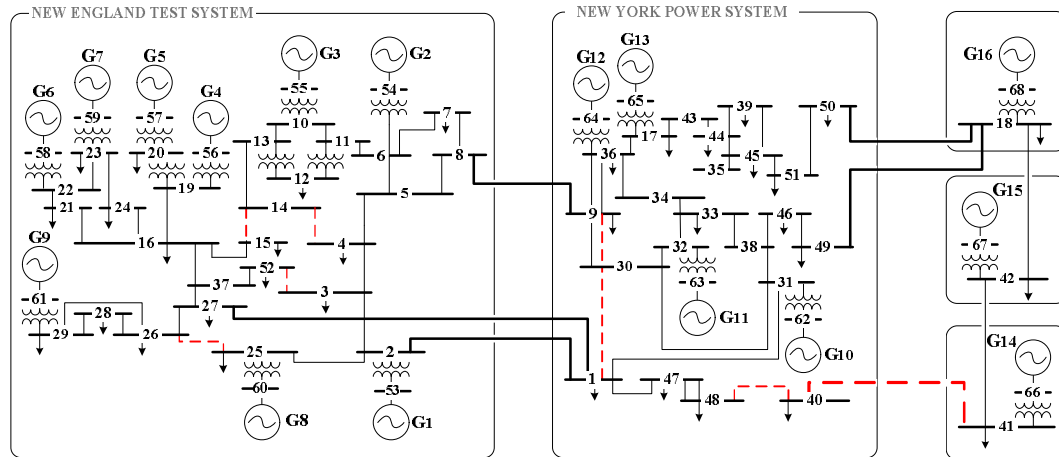 NEW ENGLAND TEST SYSTEM
NEW YORK POWER SYSTEM
G7 G5 G3 G2
G6 G4
G12 G13
G16
59 57 55 54
58 56
64 65
68
23 20 13 10 11 7
22 19 12 6 8
21 24 14 5
16 15 4
G9 52
61 37 3
28 27
29 26 25 2
60 53
G8 G1
17 43 39 50
36 44
35 45
51
34
9 33 46
32 38 49
30 31
63
G11 62
G10
1 47
48 40
18
G15
67
42
G14
66
41